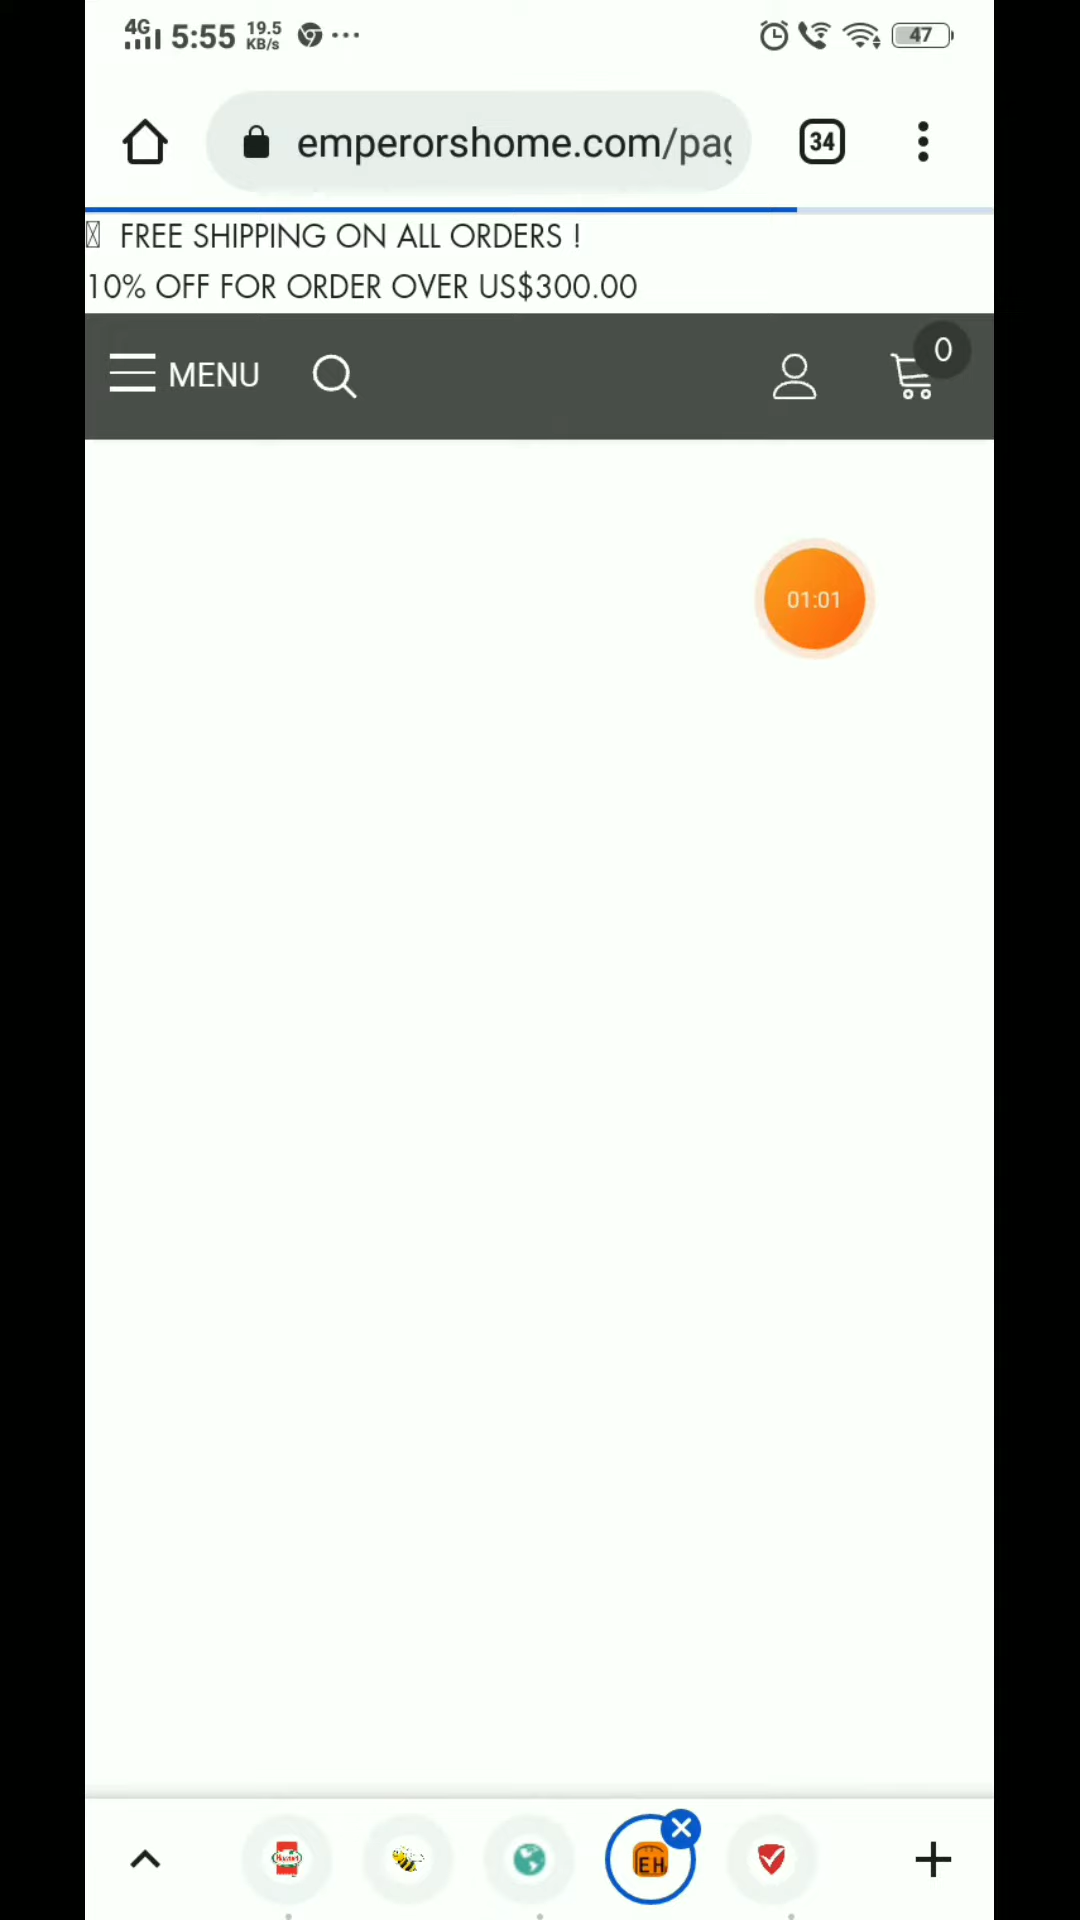 4G 5:55 19.5 KB/s ... 47
emperorshome.com/pag 34
FREE SHIPPING ON ALL ORDERS !
10% OFF FOR ORDER OVER US$300.00
MENU 0
01:01
EH